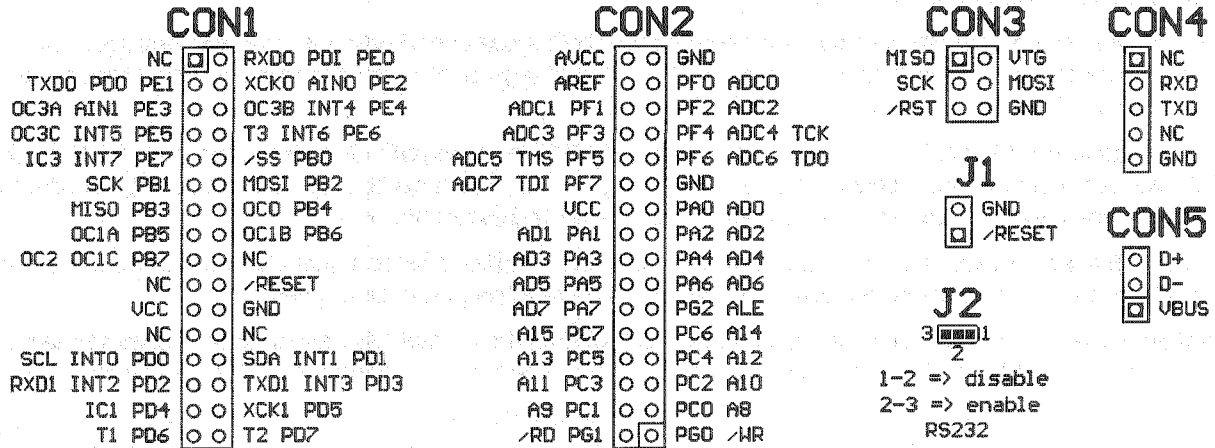 CON1
NC RXD0 PDI PE0
TXD0 PDO PE1 XCK0 AIN0 PE2
OC3A AIN1 PE3 OC3B INT4 PE4
OC3C INT5 PE5 T3 INT6 PE6
IC3 INT7 PE7 /SS PB0
SCK PB1 MOSI PB2
MISO PB3 OC0 PB4
OC1A PB5 OC1B PB6
OC2 OC1C PB7 NC
NC /RESET
VCC GND
NC NC
SCL INT0 PD0 SDA INT1 PD1
RXD1 INT2 PD2 TXD1 INT3 PD3
IC1 PD4 XCK1 PD5
T1 PD6 T2 PD7
CON2
AVCC GND
AREF PF0 ADC0
ADC1 PF1 PF2 ADC2
ADC3 PF3 PF4 ADC4 TCK
ADC5 TMS PF5 PF6 ADC6 TDO
ADC7 TDI PF7 GND
VCC PA0 AD0
AD1 PA1 PA2 AD2
AD3 PA3 PA4 AD4
AD5 PA5 PA6 AD6
AD7 PA7 PG2 ALE
A15 PC7 PC6 A14
A13 PC5 PC4 A12
A11 PC3 PC2 A10
A9 PC1 PC0 A8
/RD PG1 PG0 /WR
CON3
MISO VTG
SCK MOSI
/RST GND
J1
GND
/RESET
J2
3 1
2
1-2 => disable
2-3 => enable
RS232
CON4
NC
RXD
TXD
NC
GND
CON5
D+
D-
VBUS